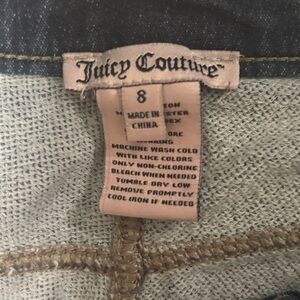 Juicy Couture™
8
MADE IN
CHINA
MACHINE WASH COLD
WITH LIKE COLORS
ONLY NON-CHLORINE
BLEACH WHEN NEEDED
TUMBLE DRY LOW
REMOVE PROMPTLY
COOL IRON IF NEEDED